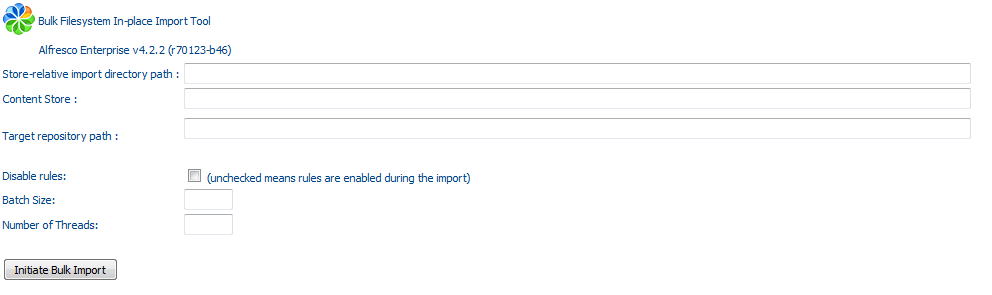 Bulk Filesystem In-place Import Tool
Alfresco Enterprise v4.2.2 (r70123-b46)
Store-relative import directory path :
Content Store :
Target repository path :
Disable rules: (unchecked means rules are enabled during the import)
Batch Size:
Number of Threads:
Initiate Bulk Import